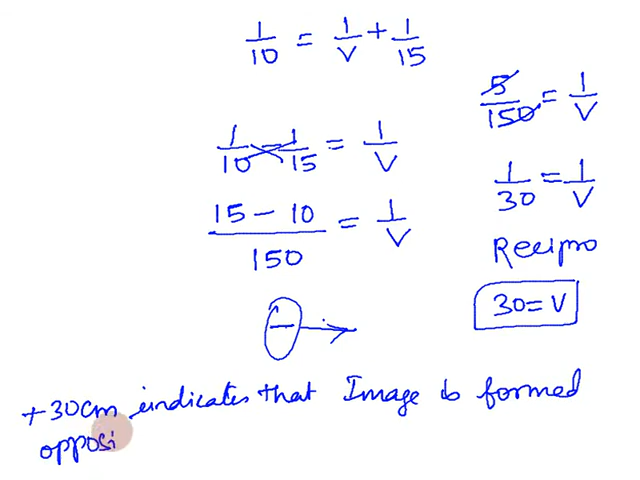 1/10 = 1/V + 1/15
1/10 - 1/15 = 1/V
15 - 10 / 150 = 1/V
5/150 = 1/V
1/30 = 1/V
Recipro
30 = V
+30cm indicates that Image is formed
opposi